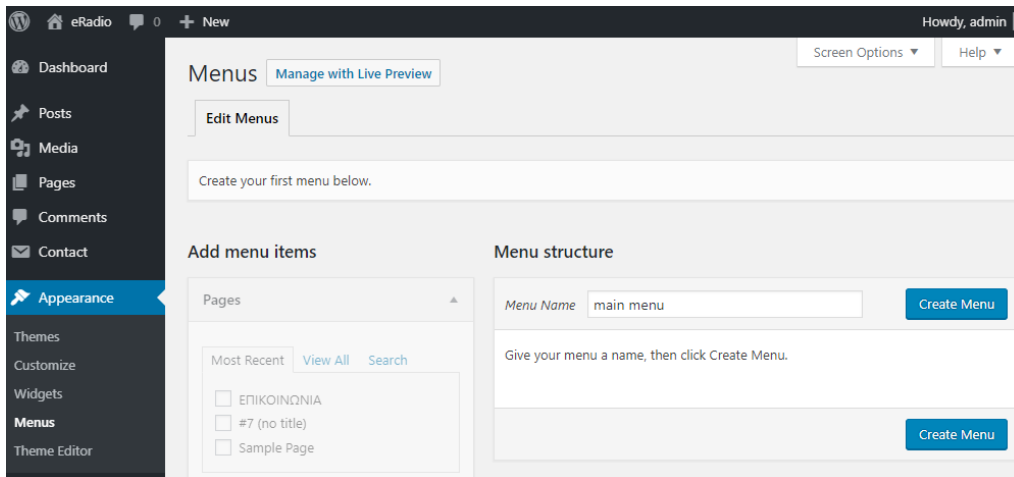 eRadio 0 + New Howdy, admin
Screen Options ▼ Help ▼
Dashboard
Posts
Media
Pages
Comments
Contact
Appearance
Themes
Customize
Widgets
Menus
Theme Editor
Menus Manage with Live Preview
Edit Menus
Create your first menu below.
Add menu items
Pages
Most Recent View All Search
ΕΠΙΚΟΙΝΩΝΙΑ
#7 (no title)
Sample Page
Menu structure
Menu Name main menu Create Menu
Give your menu a name, then click Create Menu.
Create Menu